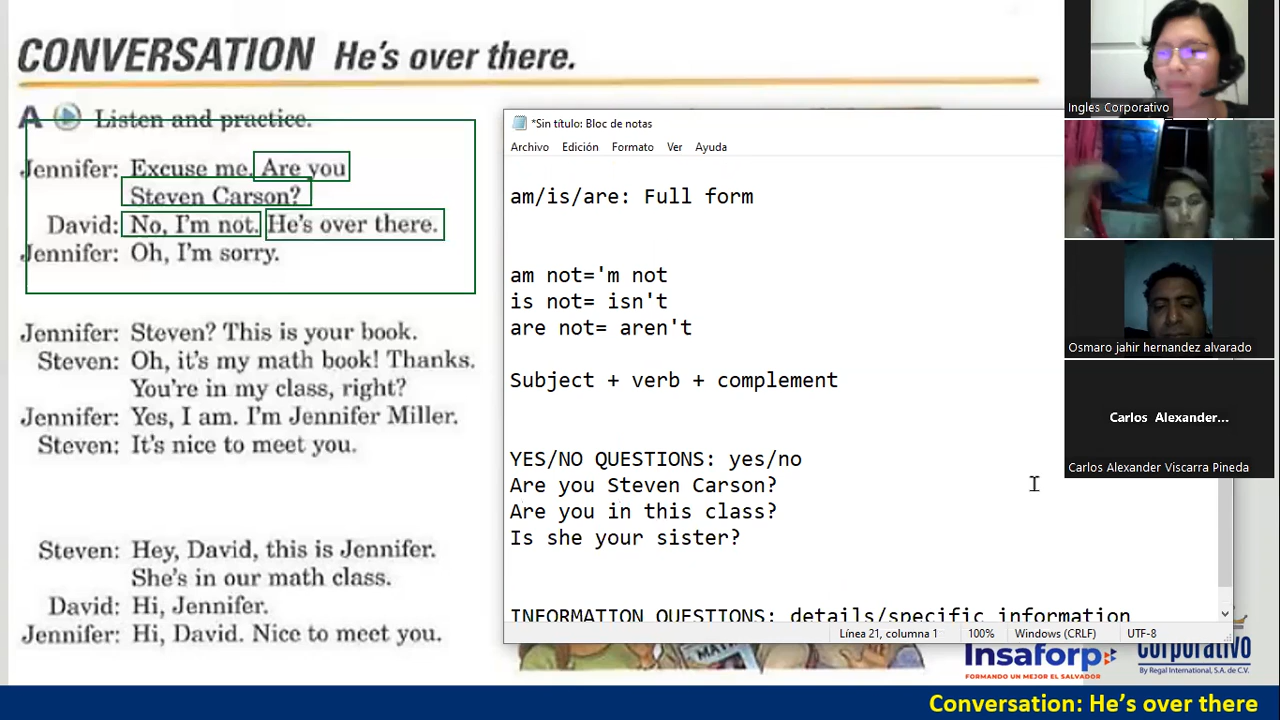 CONVERSATION He's over there.
A Listen and practice.
Jennifer: Excuse me. Are you
Steven Carson?
David: No, I'm not. He's over there.
Jennifer: Oh, I'm sorry.
Jennifer: Steven? This is your book.
Steven: Oh, it's my math book! Thanks.
You're in my class, right?
Jennifer: Yes, I am. I'm Jennifer Miller.
Steven: It's nice to meet you.
Steven: Hey, David, this is Jennifer.
She's in our math class.
David: Hi, Jennifer.
Jennifer: Hi, David. Nice to meet you.
*Sin título: Bloc de notas
Archivo Edición Formato Ver Ayuda
am/is/are: Full form
am not='m not
is not= isn't
are not= aren't
Subject + verb + complement
YES/NO QUESTIONS: yes/no
Are you Steven Carson?
Are you in this class?
Is she your sister?
INFORMATION QUESTIONS: details/specific information
Línea 21, columna 1 100% Windows (CRLF) UTF-8
Ingles Corporativo
Osmaro jahir hernandez alvarado
Carlos Alexander...
Carlos Alexander Viscarra Pineda
MATH
Insaforp
FORMANDO UN MEJOR EL SALVADOR
Corporativo
By Regal International, S.A. de C.V.
Conversation: He's over there